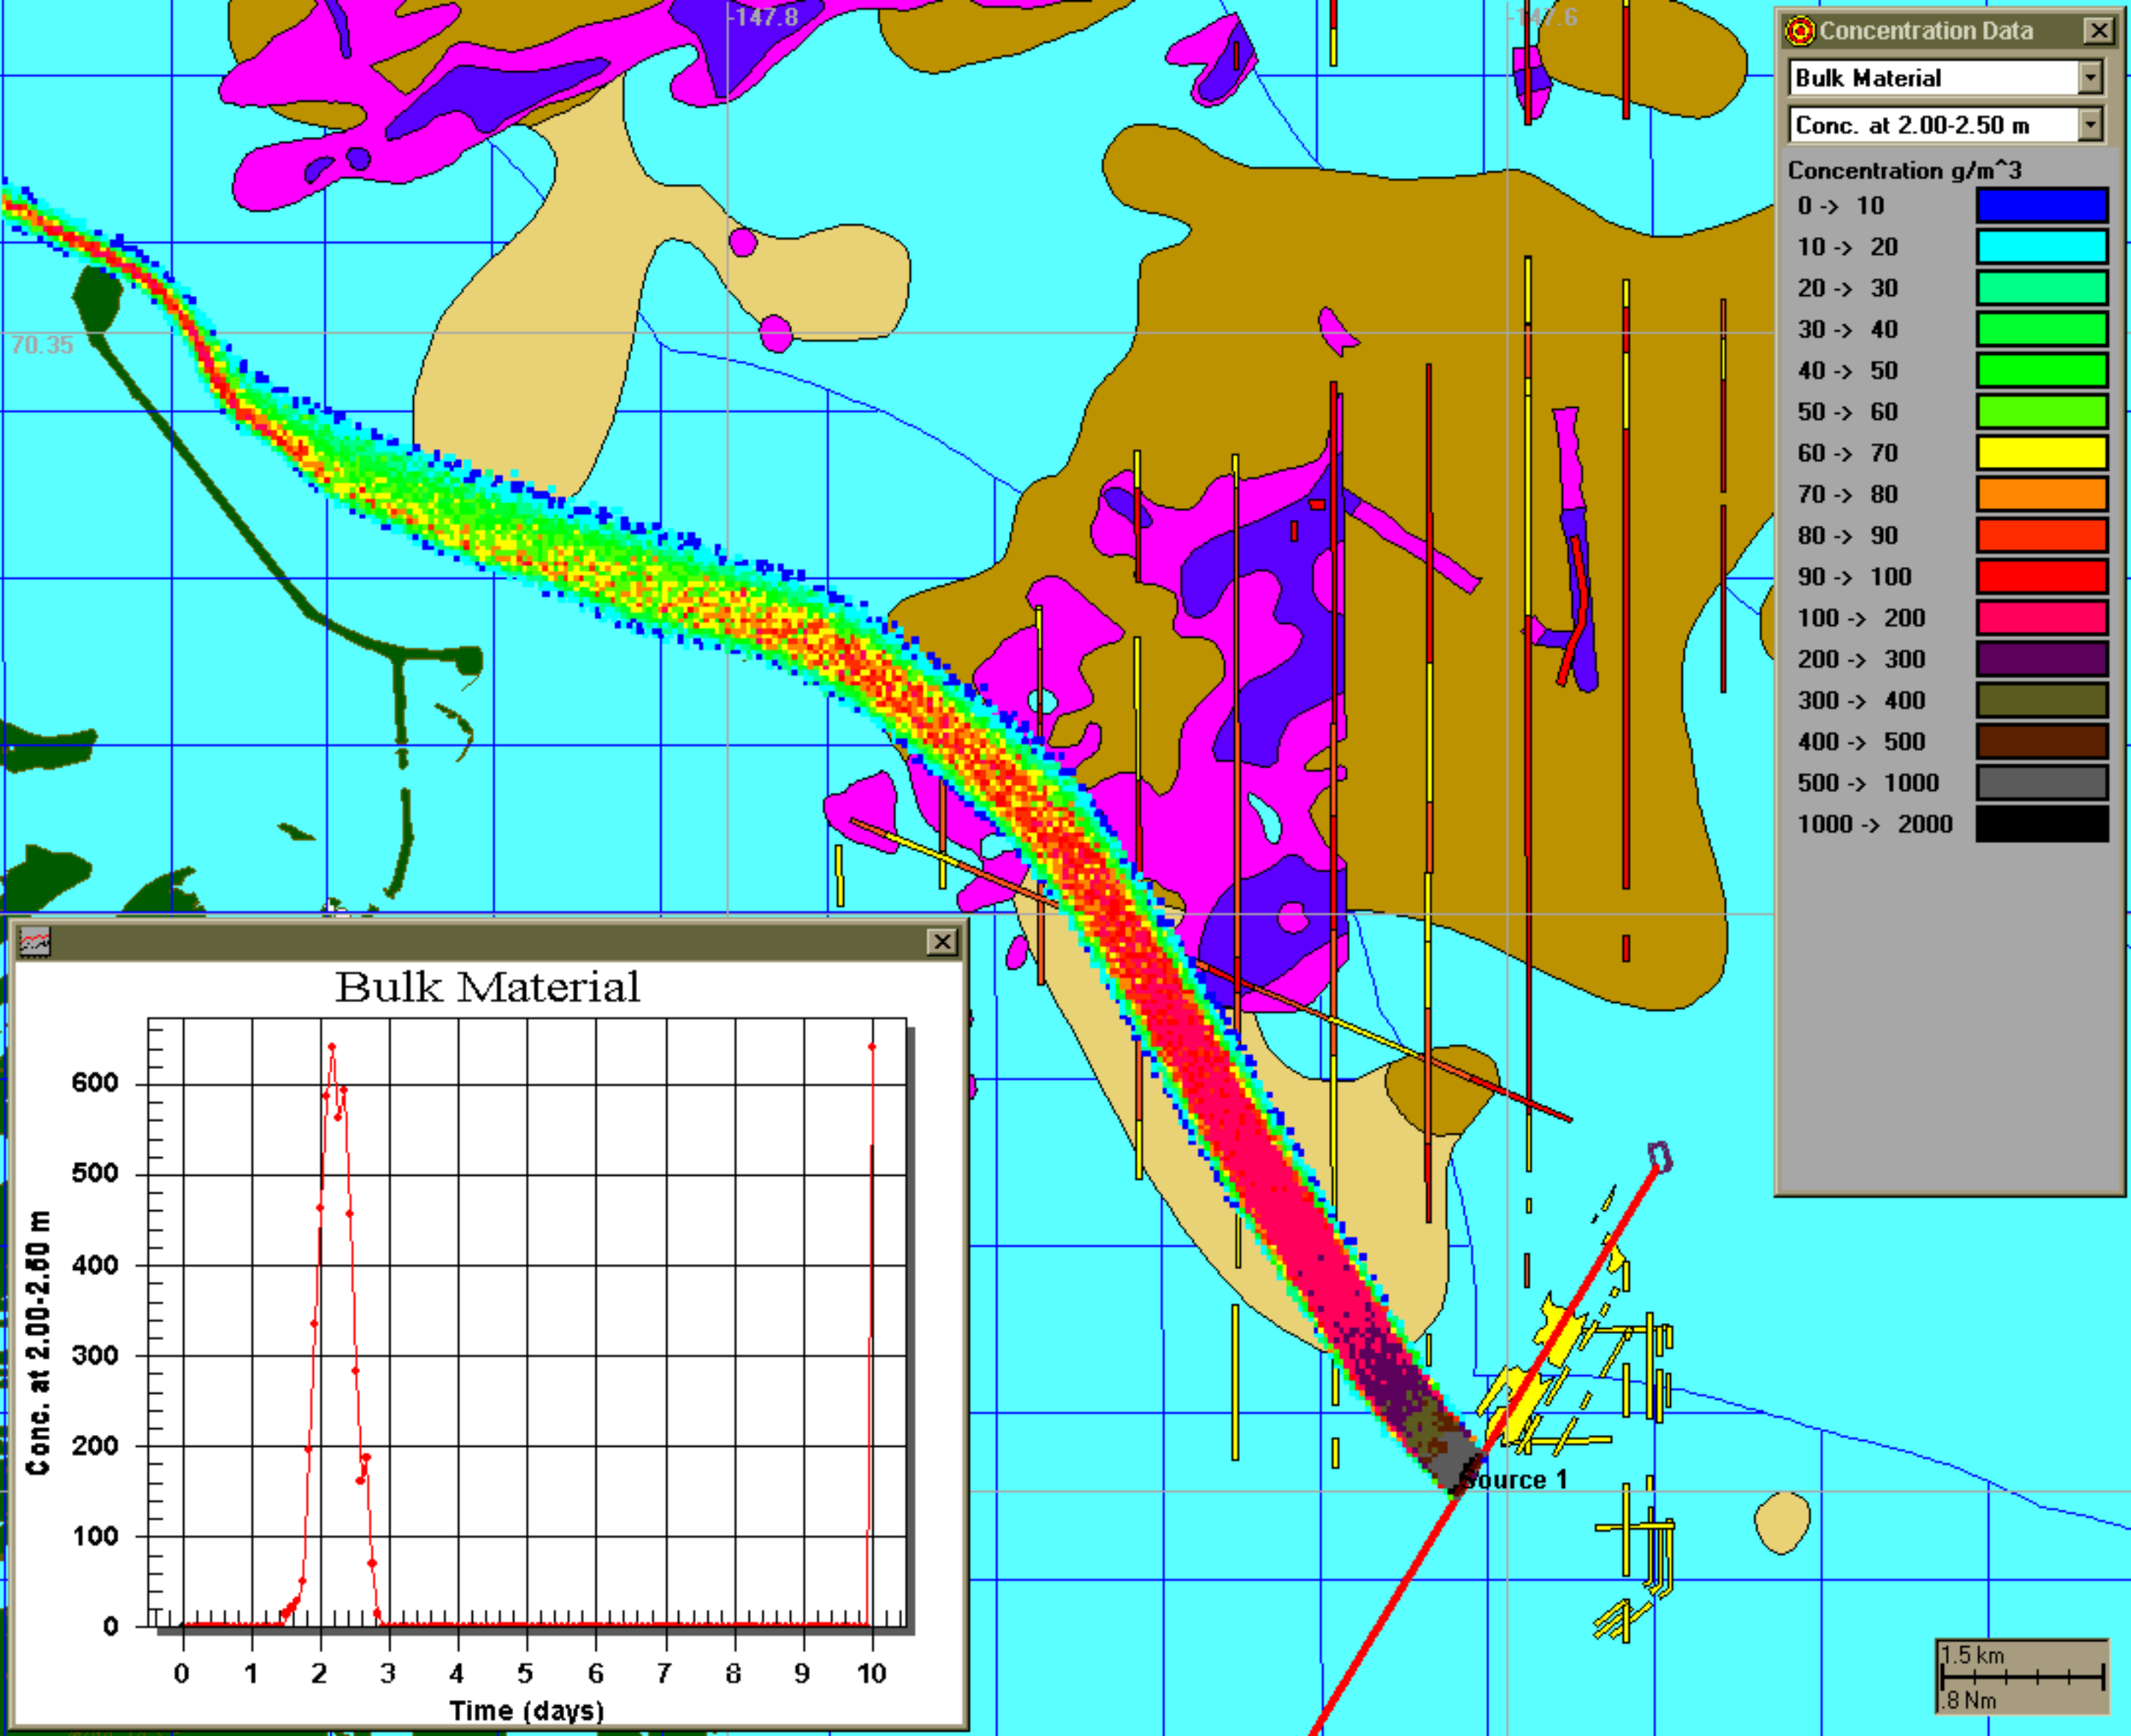 -147.8
-147.6
70.35
Concentration Data
Bulk Material
Conc. at 2.00-2.50 m
Concentration g/m^3
0 -> 10
10 -> 20
20 -> 30
30 -> 40
40 -> 50
50 -> 60
60 -> 70
70 -> 80
80 -> 90
90 -> 100
100 -> 200
200 -> 300
300 -> 400
400 -> 500
500 -> 1000
1000 -> 2000
Bulk Material
Conc. at 2.00-2.50 m
600
500
400
300
200
100
0
0 1 2 3 4 5 6 7 8 9 10
Time (days)
Source 1
1.5 km
.8 Nm